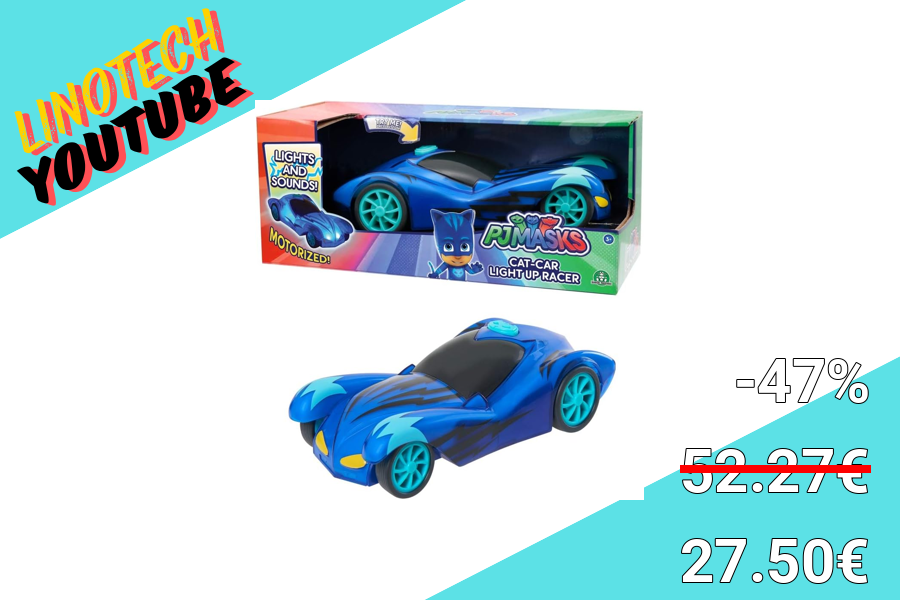 LINOTECH
YOUTUBE
LIGHTS
AND
SOUNDS!
MOTORIZED!
PJMASKS
CAT-CAR
LIGHT UP RACER
3+
-47%
52.27€
27.50€